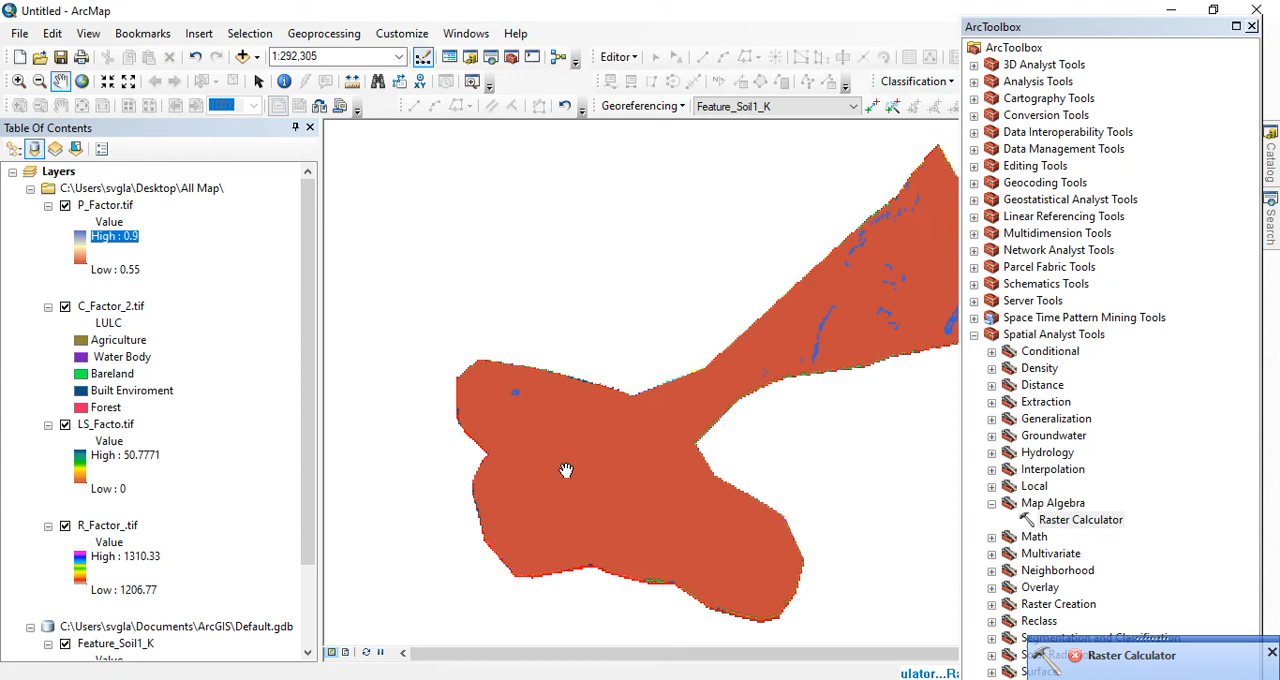 Untitled - ArcMap
File Edit View Bookmarks Insert Selection Geoprocessing Customize Windows Help
1:292,305
Editor
Classification
Georeferencing
Feature_Soil1_K
Table Of Contents
Layers
C:\Users\svgla\Desktop\All Map\
P_Factor.tif
Value
High : 0.9
Low : 0.55
C_Factor_2.tif
LULC
Agriculture
Water Body
Bareland
Built Enviroment
Forest
LS_Facto.tif
Value
High : 50.7771
Low : 0
R_Factor_.tif
Value
High : 1310.33
Low : 1206.77
C:\Users\svgla\Documents\ArcGIS\Default.gdb
Feature_Soil1_K
Value
ArcToolbox
ArcToolbox
3D Analyst Tools
Analysis Tools
Cartography Tools
Conversion Tools
Data Interoperability Tools
Data Management Tools
Editing Tools
Geocoding Tools
Geostatistical Analyst Tools
Linear Referencing Tools
Multidimension Tools
Network Analyst Tools
Parcel Fabric Tools
Schematics Tools
Server Tools
Space Time Pattern Mining Tools
Spatial Analyst Tools
Conditional
Density
Distance
Extraction
Generalization
Groundwater
Hydrology
Interpolation
Local
Map Algebra
Raster Calculator
Math
Multivariate
Neighborhood
Overlay
Raster Creation
Reclass
Segmentation and Classification
Raster Calculator
Catalog
Search